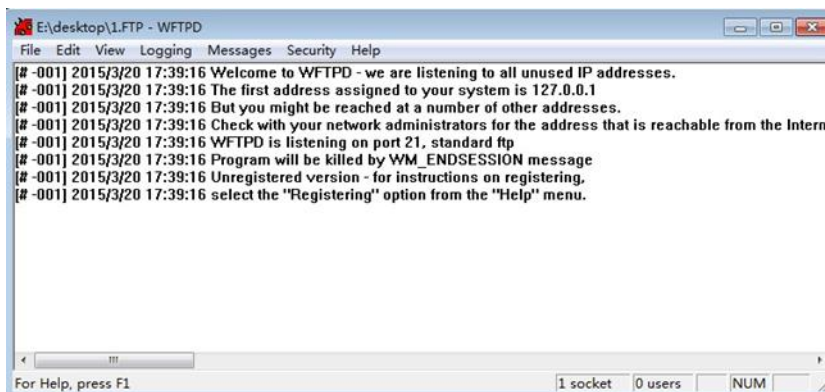 E:\desktop\1.FTP - WFTPD
File Edit View Logging Messages Security Help
[# -001] 2015/3/20 17:39:16 Welcome to WFTPD - we are listening to all unused IP addresses.
[# -001] 2015/3/20 17:39:16 The first address assigned to your system is 127.0.0.1
[# -001] 2015/3/20 17:39:16 But you might be reached at a number of other addresses.
[# -001] 2015/3/20 17:39:16 Check with your network administrators for the address that is reachable from the Intern
[# -001] 2015/3/20 17:39:16 WFTPD is listening on port 21, standard ftp
[# -001] 2015/3/20 17:39:16 Program will be killed by WM_ENDSESSION message
[# -001] 2015/3/20 17:39:16 Unregistered version - for instructions on registering,
[# -001] 2015/3/20 17:39:16 select the "Registering" option from the "Help" menu.
For Help, press F1 1 socket 0 users NUM